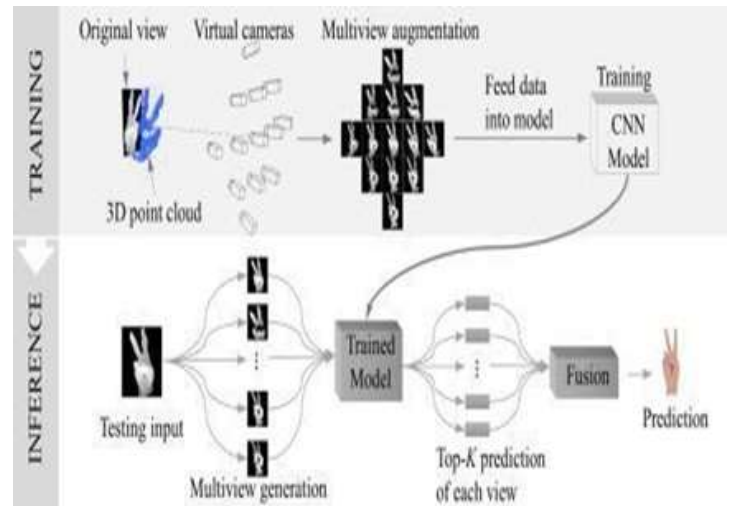 TRAINING
Original view
Virtual cameras
Multiview augmentation
3D point cloud
Feed data
into model
Training
CNN
Model
INFERENCE
Testing input
Multiview generation
Trained
Model
Top-K prediction
of each view
Fusion
Prediction